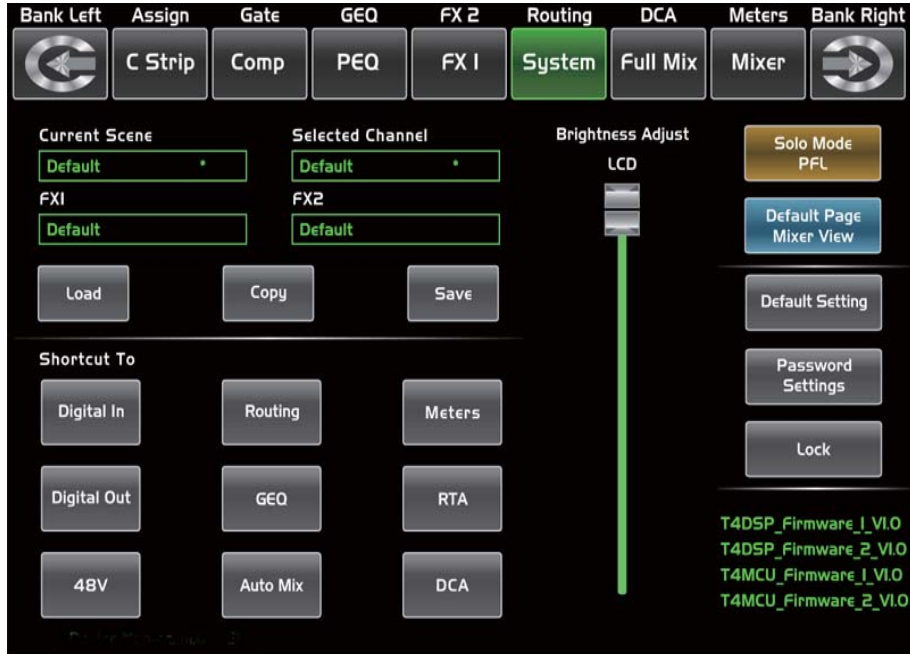 Bank Left Assign Gate GEQ FX 2 Routing DCA Meters Bank Right
C Strip Comp PEQ FX 1 System Full Mix Mixer
Current Scene Selected Channel Brightness Adjust
LCD
Default * Default *
FX1 FX2
Default Default
Load Copy Save
Solo Mode
PFL
Default Page
Mixer View
Default Setting
Password
Settings
Lock
Shortcut To
Digital In Routing Meters
Digital Out GEQ RTA
48V Auto Mix DCA
T4DSP_Firmware_1_V1.0
T4DSP_Firmware_2_V1.0
T4MCU_Firmware_1_V1.0
T4MCU_Firmware_2_V1.0